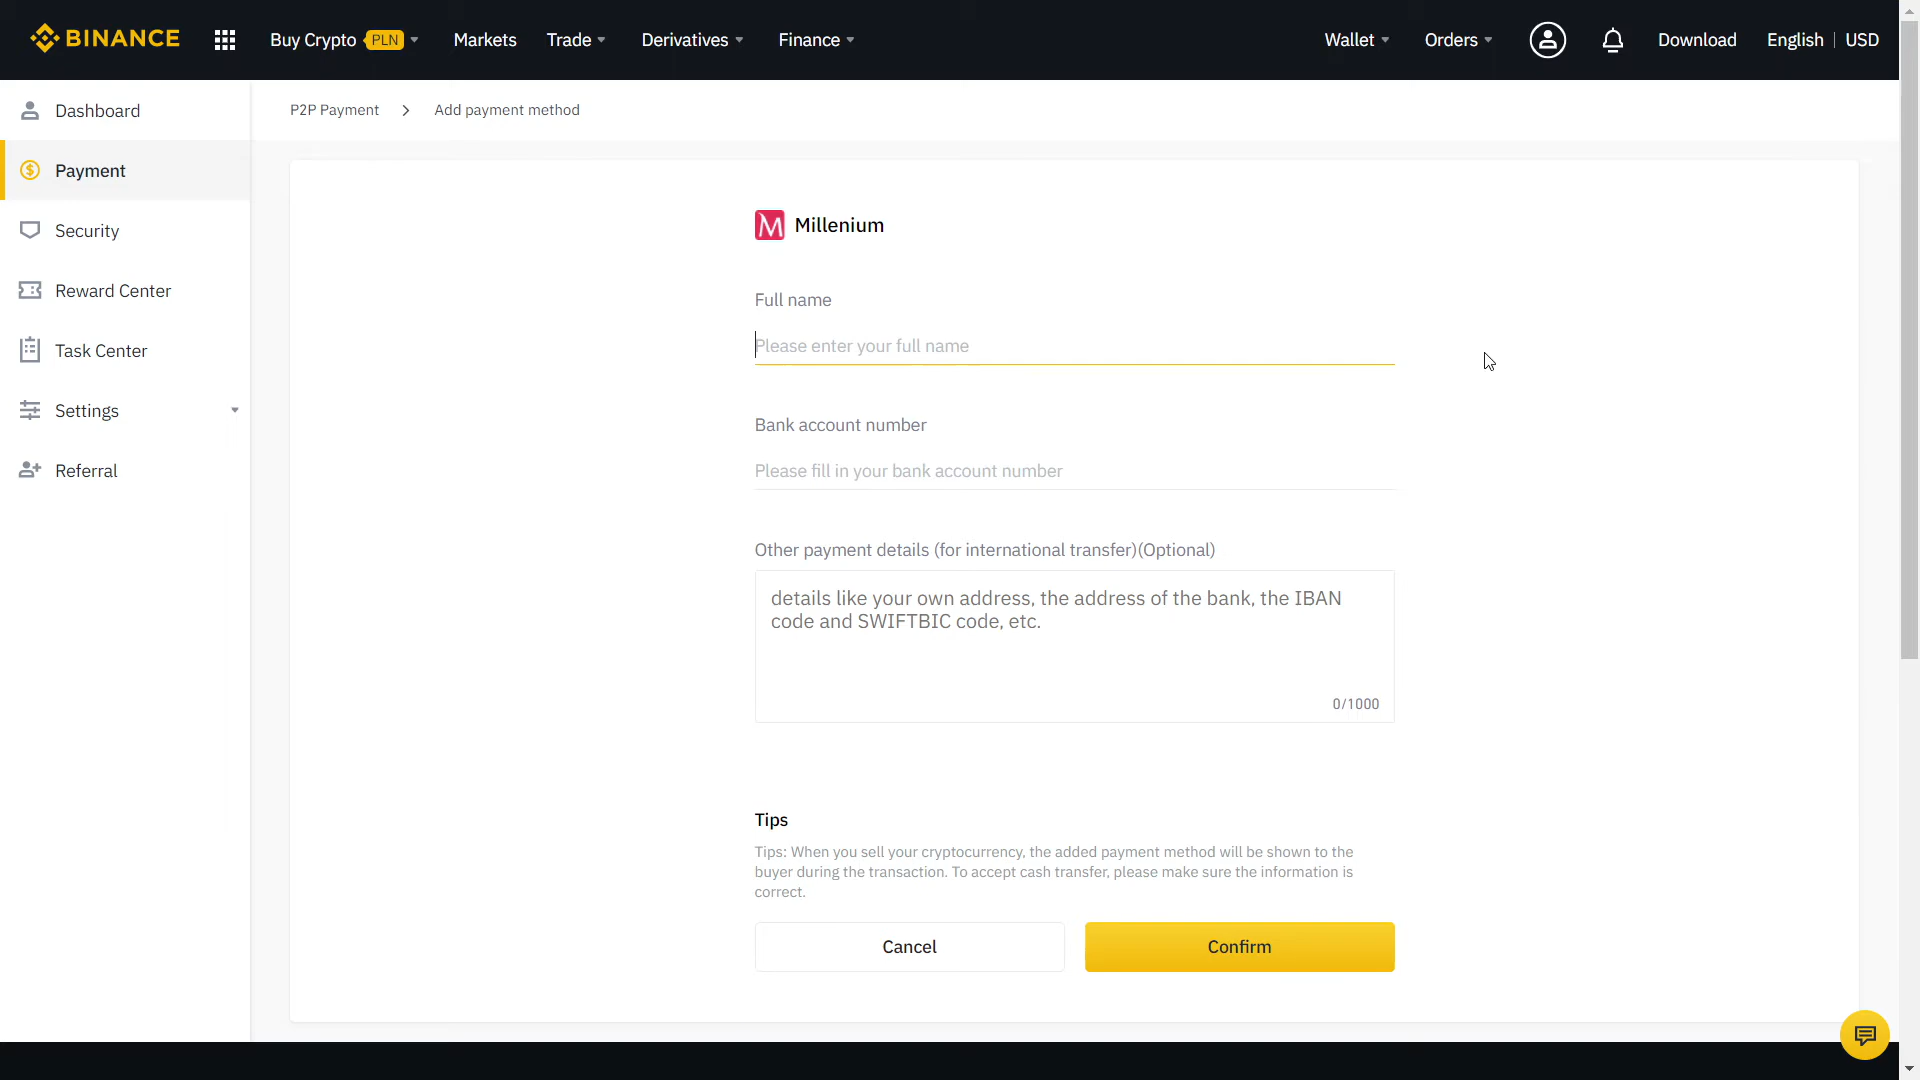 BINANCE
Buy Crypto PLN
Markets
Trade
Derivatives
Finance
Wallet
Orders
Download
English | USD
Dashboard
Payment
Security
Reward Center
Task Center
Settings
Referral
P2P Payment > Add payment method
M Millenium
Full name
Please enter your full name
Bank account number
Please fill in your bank account number
Other payment details (for international transfer)(Optional)
details like your own address, the address of the bank, the IBAN
code and SWIFTBIC code, etc.
0/1000
Tips
Tips: When you sell your cryptocurrency, the added payment method will be shown to the
buyer during the transaction. To accept cash transfer, please make sure the information is
correct.
Cancel
Confirm